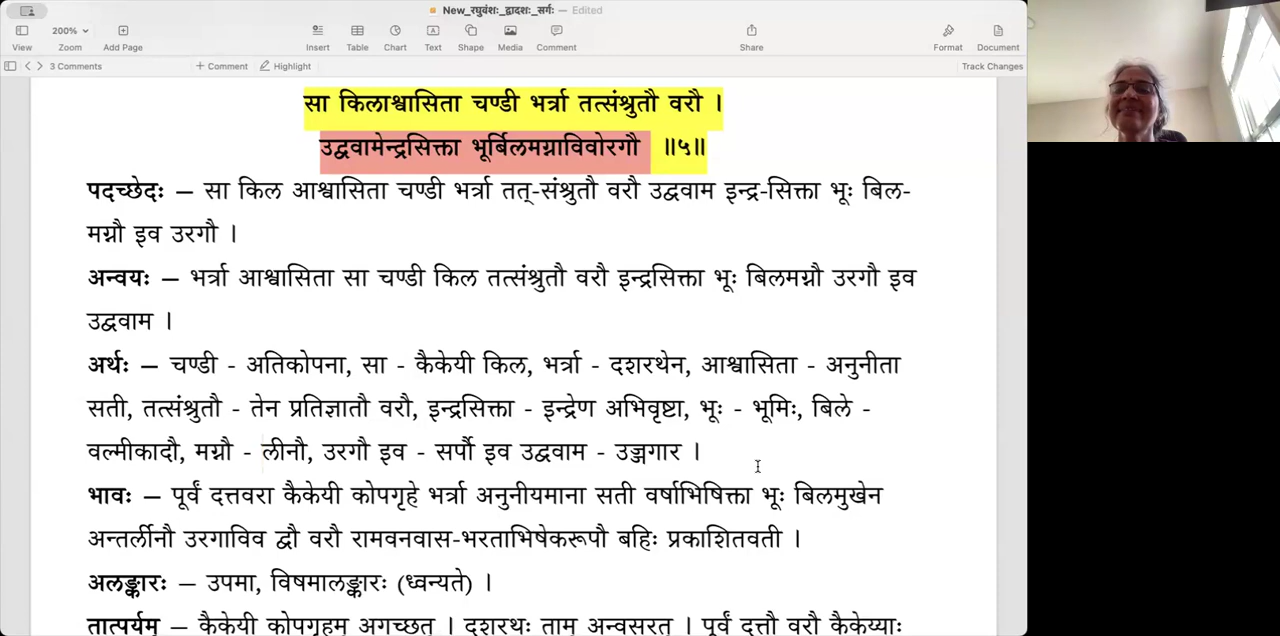 New_रघुवंशः_द्वादशः_सर्गः — Edited
200%
View Zoom Add Page Insert Table Chart Text Shape Media Comment Share Format Document
3 Comments + Comment Highlight Track Changes
सा किलाश्वासिता चण्डी भर्त्रा तत्संश्रुतौ वरौ ।
उद्ववामेन्द्रसिक्ता भूर्बिलमग्नाविवोरगौ ॥५॥
पदच्छेदः – सा किल आश्वासिता चण्डी भर्त्रा तत्-संश्रुतौ वरौ उद्ववाम इन्द्र-सिक्ता भूः बिल-
मग्नौ इव उरगौ ।
अन्वयः – भर्त्रा आश्वासिता सा चण्डी किल तत्संश्रुतौ वरौ इन्द्रसिक्ता भूः बिलमग्नौ उरगौ इव
उद्ववाम ।
अर्थः – चण्डी - अतिकोपना, सा - कैकेयी किल, भर्त्रा - दशरथेन, आश्वासिता - अनुनीता
सती, तत्संश्रुतौ - तेन प्रतिज्ञातौ वरौ, इन्द्रसिक्ता - इन्द्रेण अभिवृष्टा, भूः - भूमिः, बिले -
वल्मीकादौ, मग्नौ - लीनौ, उरगौ इव - सर्पौ इव उद्ववाम - उज्जगार ।
भावः – पूर्वं दत्तवरा कैकेयी कोपगृहे भर्त्रा अनुनीयमाना सती वर्षाभिषिक्ता भूः बिलमुखेन
अन्तर्लीनौ उरगाविव द्वौ वरौ रामवनवास-भरताभिषेकरूपौ बहिः प्रकाशितवती ।
अलङ्कारः – उपमा, विषमालङ्कारः (ध्वन्यते) ।
तात्पर्यम् – कैकेयी कोपगृहम् अगच्छत् । दशरथः ताम् अन्वसरत् । पूर्वं दत्तौ वरौ कैकेय्याः